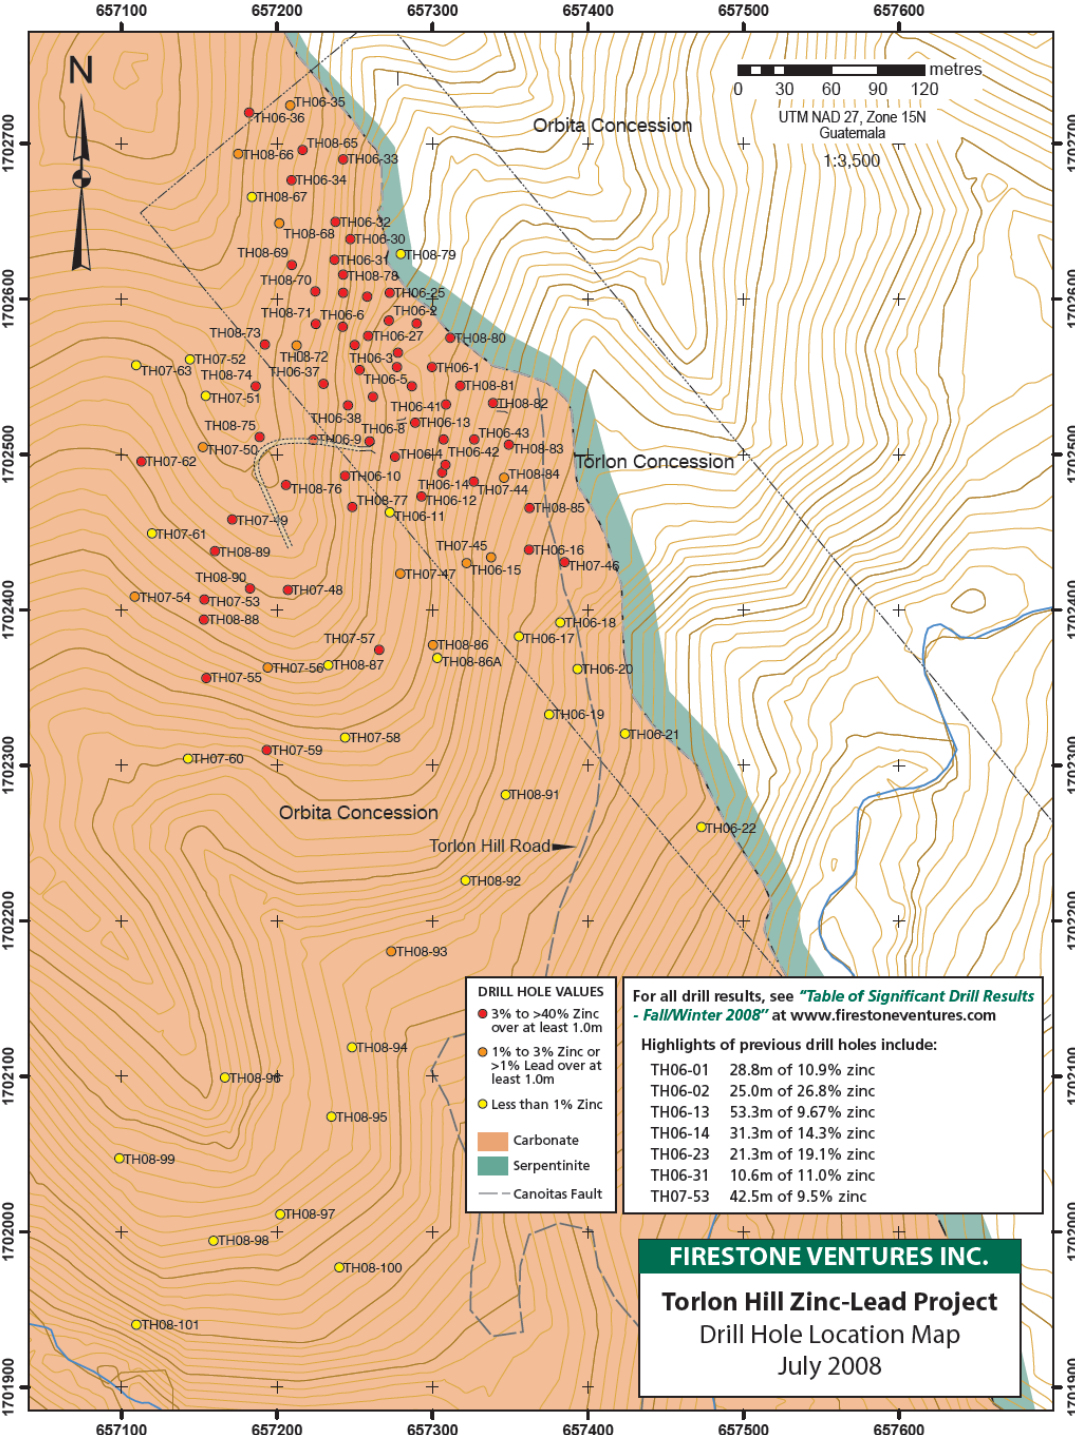 657100 657200 657300 657400 657500 657600
N
metres
0 30 60 90 120
UTM NAD 27, Zone 15N
Guatemala
1:3,500
Orbita Concession
1702700
1702600
1702500
1702400
1702300
1702200
1702100
1702000
1701900
TH06-35
TH06-36
TH08-65
TH08-66
TH06-33
TH06-34
TH08-67
TH06-32
TH08-68
TH06-30
TH08-69
TH08-79
TH06-31
TH08-70
TH08-78
TH06-25
TH08-71
TH06-6
TH06-2
TH08-73
TH06-27
TH08-80
TH07-52
TH08-72
TH06-3
TH07-63
TH08-74
TH06-37
TH06-1
TH06-5
TH08-81
TH07-51
TH06-41
TH08-82
TH06-38
TH08-75
TH06-8
TH06-13
TH06-9
TH06-43
TH07-50
TH06-4
TH06-42
TH08-83
TH07-62
Torlon Concession
TH06-10
TH08-84
TH08-76
TH06-14
TH07-44
TH08-77
TH06-12
TH08-85
TH06-11
TH07-49
TH07-61
TH07-45
TH08-89
TH06-16
TH06-15
TH07-46
TH08-90
TH07-47
TH07-54
TH07-53
TH07-48
TH08-88
TH06-18
TH07-57
TH06-17
TH08-86
TH08-86A
TH07-56
TH08-87
TH06-20
TH07-55
TH06-19
TH06-21
TH07-58
TH07-59
TH07-60
TH08-91
Orbita Concession
TH06-22
Torlon Hill Road
TH08-92
TH08-93
TH08-94
TH08-96
TH08-95
TH08-99
TH08-97
TH08-98
TH08-100
TH08-101
DRILL HOLE VALUES
3% to >40% Zinc
over at least 1.0m
1% to 3% Zinc or
>1% Lead over at
least 1.0m
Less than 1% Zinc
Carbonate
Serpentinite
Canoitas Fault
For all drill results, see “Table of Significant Drill Results
- Fall/Winter 2008” at www.firestoneventures.com
Highlights of previous drill holes include:
TH06-01 28.8m of 10.9% zinc
TH06-02 25.0m of 26.8% zinc
TH06-13 53.3m of 9.67% zinc
TH06-14 31.3m of 14.3% zinc
TH06-23 21.3m of 19.1% zinc
TH06-31 10.6m of 11.0% zinc
TH07-53 42.5m of 9.5% zinc
FIRESTONE VENTURES INC.
Torlon Hill Zinc-Lead Project
Drill Hole Location Map
July 2008
1702700
1702600
1702500
1702400
1702300
1702200
1702100
1702000
1701900
657100 657200 657300 657400 657500 657600